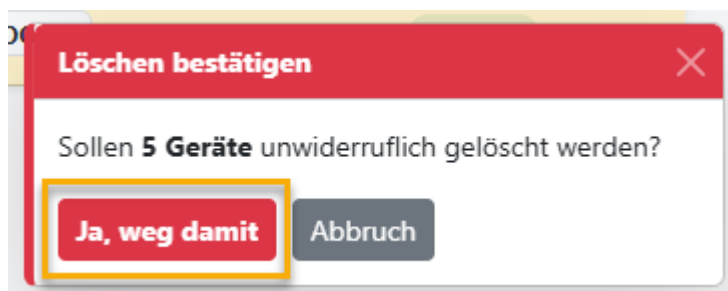 Löschen bestätigen
Sollen 5 Geräte unwiderruflich gelöscht werden?
Ja, weg damit Abbruch